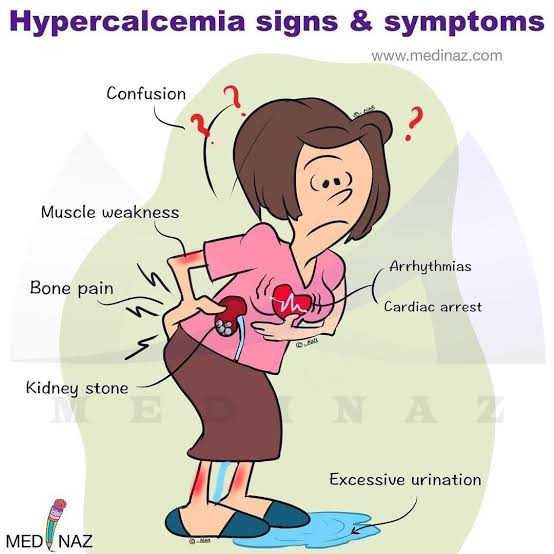 Hypercalcemia signs & symptoms
www.medinaz.com
Confusion
? ? ?
Muscle weakness
Bone pain
Arrhythmias
Cardiac arrest
Kidney stone
MEDINAZ
Excessive urination
MEDINAZ